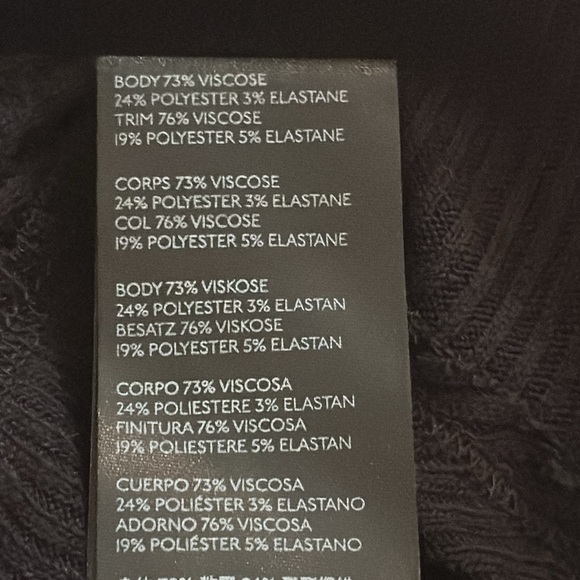 BODY 73% VISCOSE
24% POLYESTER 3% ELASTANE
TRIM 76% VISCOSE
19% POLYESTER 5% ELASTANE
CORPS 73% VISCOSE
24% POLYESTER 3% ELASTANE
COL 76% VISCOSE
19% POLYESTER 5% ELASTANE
BODY 73% VISKOSE
24% POLYESTER 3% ELASTAN
BESATZ 76% VISKOSE
19% POLYESTER 5% ELASTAN
CORPO 73% VISCOSA
24% POLIESTERE 3% ELASTAN
FINITURA 76% VISCOSA
19% POLIESTERE 5% ELASTAN
CUERPO 73% VISCOSA
24% POLIÉSTER 3% ELASTANO
ADORNO 76% VISCOSA
19% POLIÉSTER 5% ELASTANO